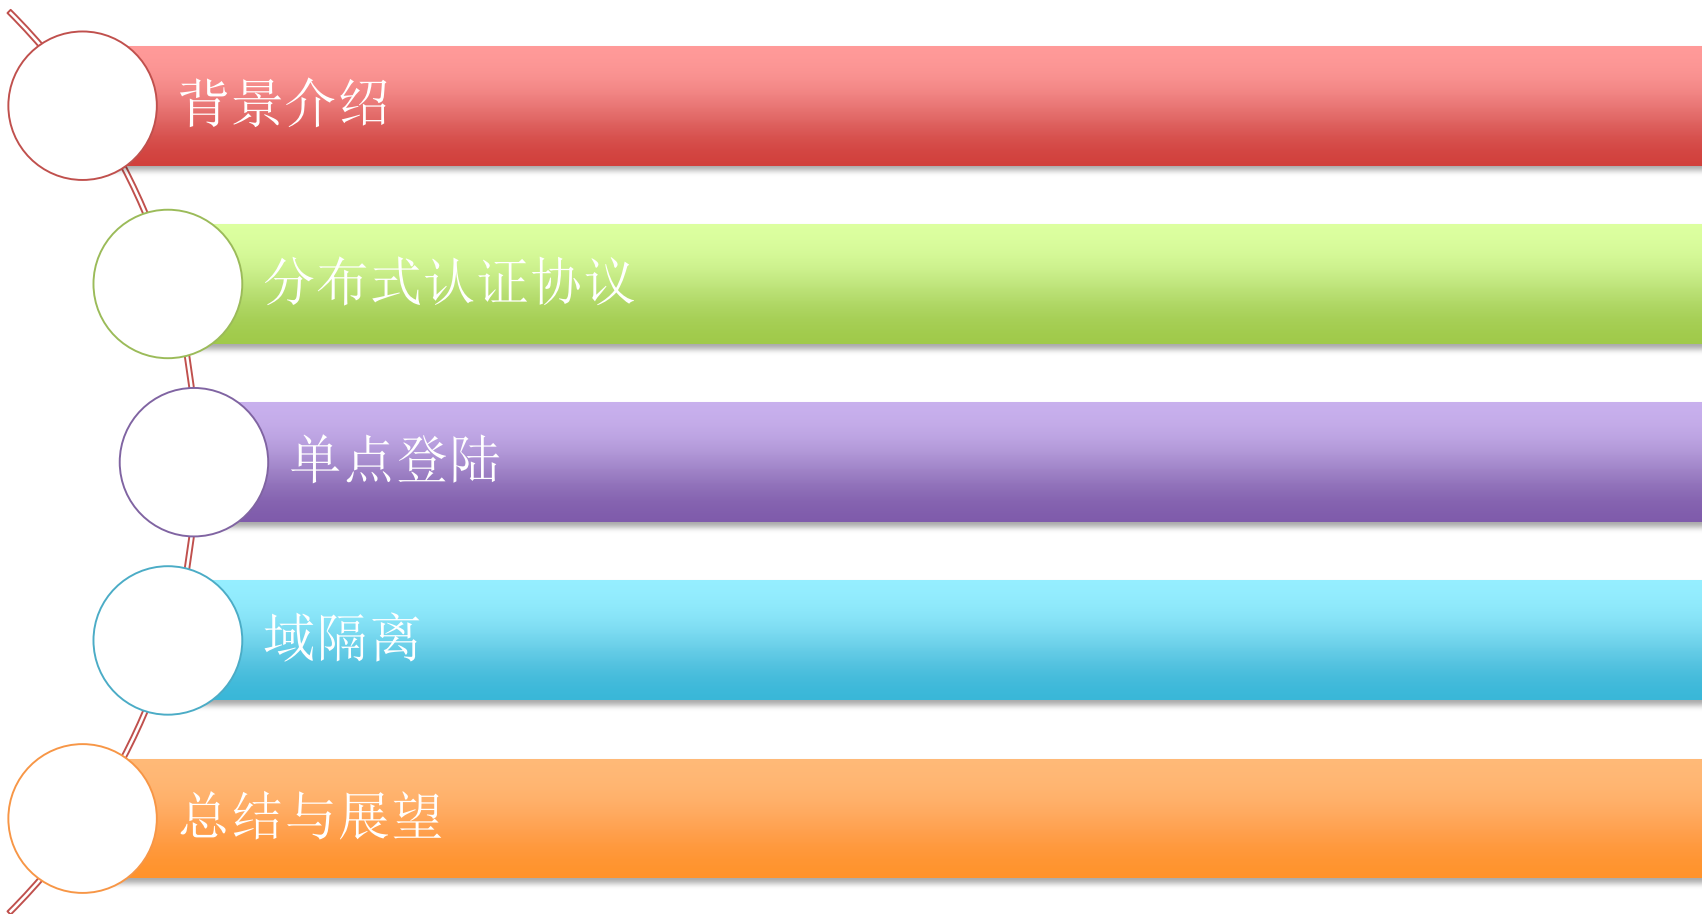 背景介绍
分布式认证协议
单点登陆
域隔离
总结与展望